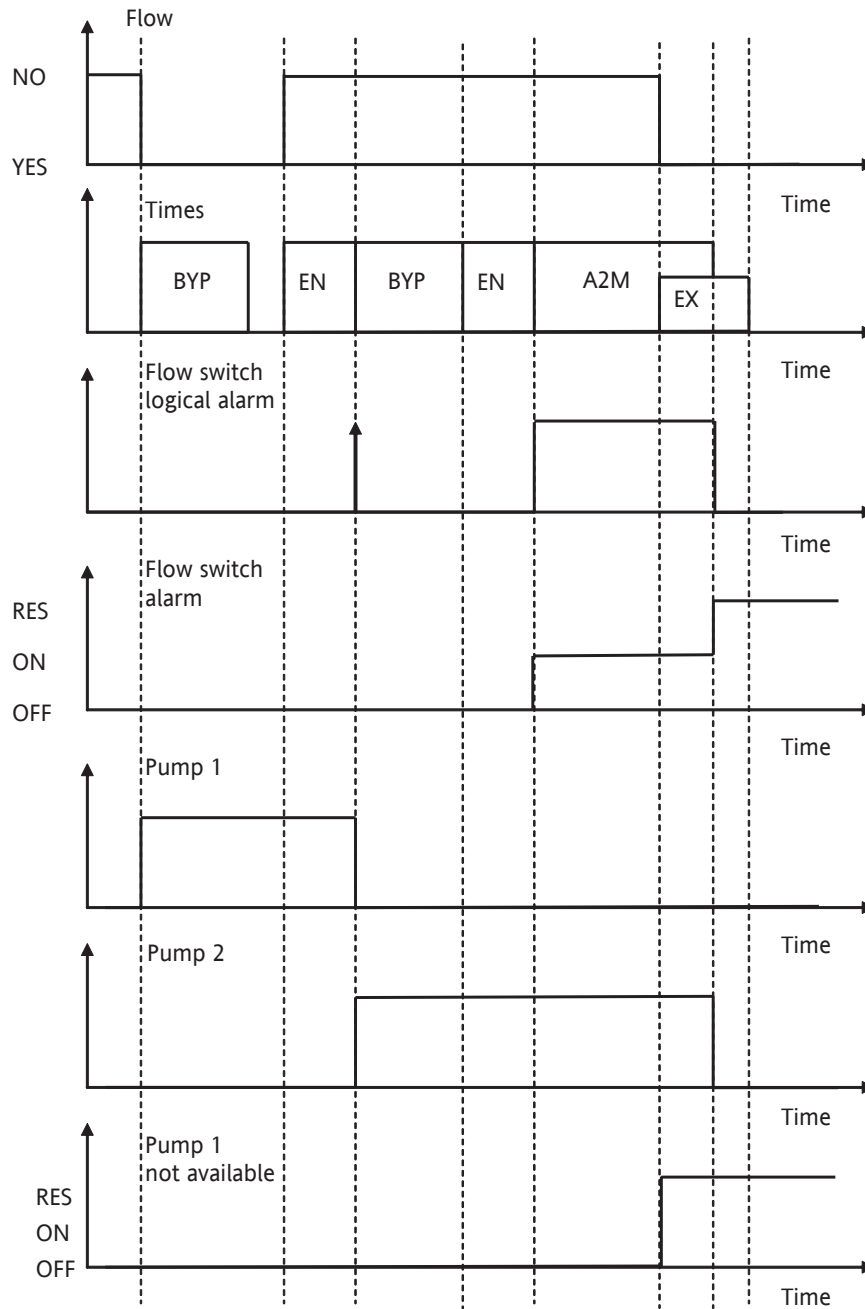 Flow
NO
YES
Time
Times
BYP
EN
BYP
EN
A2M
EX
Time
Flow switch
logical alarm
Time
Flow switch
alarm
RES
ON
OFF
Time
Pump 1
Time
Pump 2
Time
Pump 1
not available
RES
ON
OFF
Time